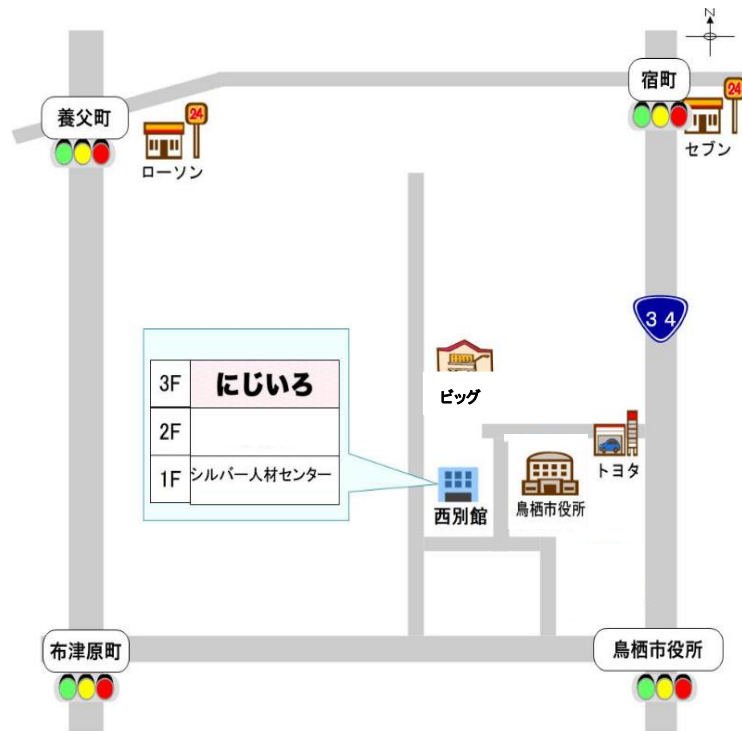 N
宿町
24
養父町
24
セブン
ローソン
34
3F にじいろ
ビッグ
2F
1F シルバー人材センター
トヨタ
西別館
鳥栖市役所
布津原町
鳥栖市役所